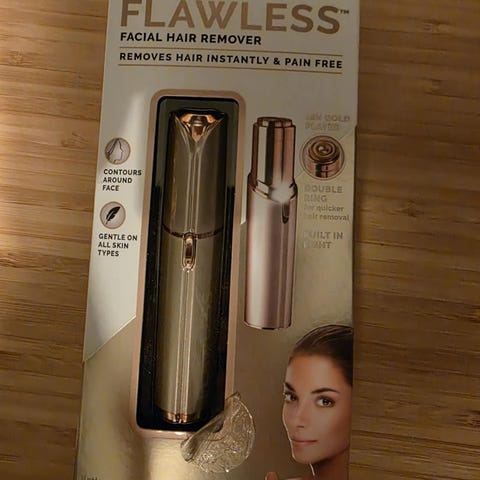 FLAWLESS™
FACIAL HAIR REMOVER
REMOVES HAIR INSTANTLY & PAIN FREE
18K GOLD
PLATED
CONTOURS
AROUND
FACE
DOUBLE
RING
for quicker
hair removal
GENTLE ON
ALL SKIN
TYPES
BUILT IN
LIGHT